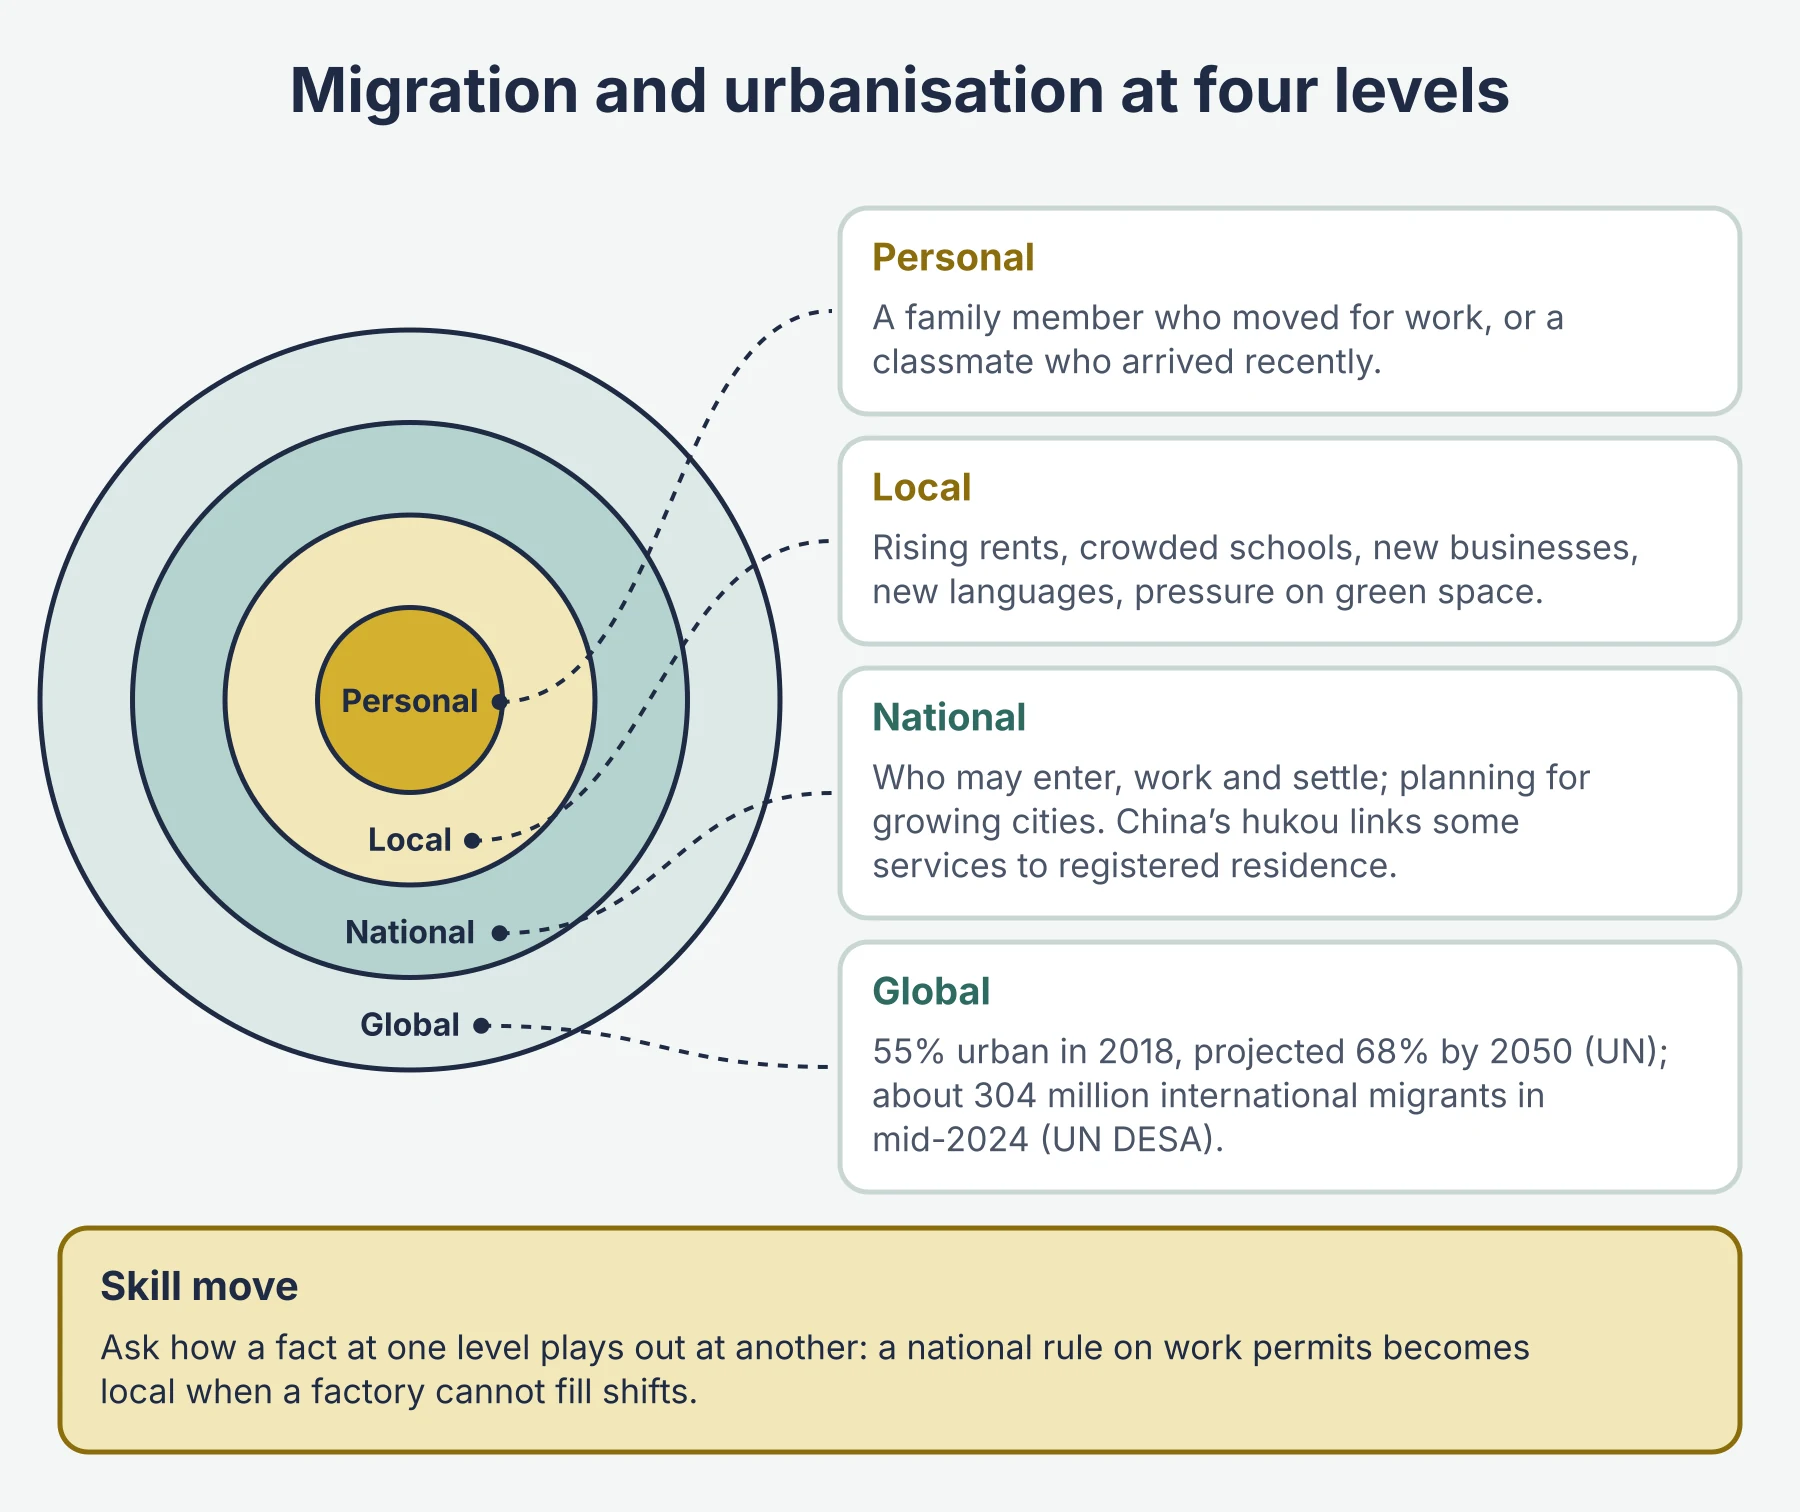 Migration and urbanisation at four levels
Personal
Local
National
Global
Personal
A family member who moved for work, or a
classmate who arrived recently.
Local
Rising rents, crowded schools, new businesses,
new languages, pressure on green space.
National
Who may enter, work and settle; planning for
growing cities. China’s hukou links some
services to registered residence.
Global
55% urban in 2018, projected 68% by 2050 (UN);
about 304 million international migrants in
mid-2024 (UN DESA).
Skill move
Ask how a fact at one level plays out at another: a national rule on work permits becomes
local when a factory cannot fill shifts.